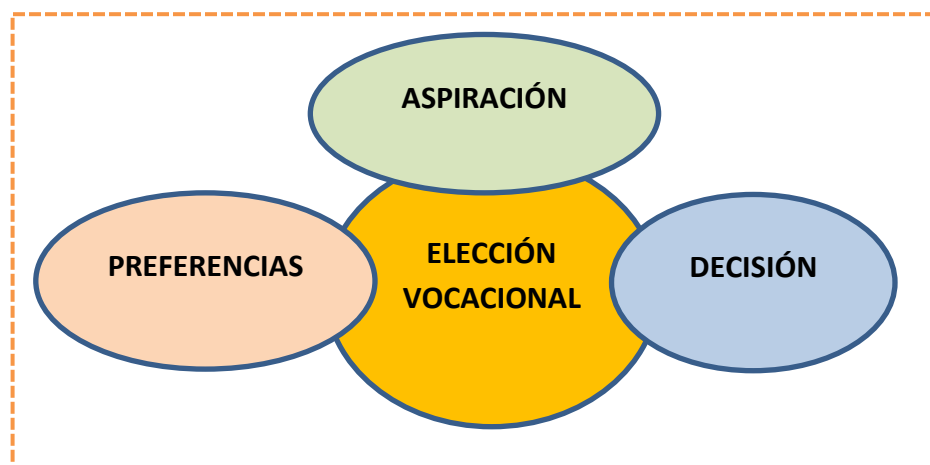 ASPIRACIÓN
PREFERENCIAS
ELECCIÓN
VOCACIONAL
DECISIÓN